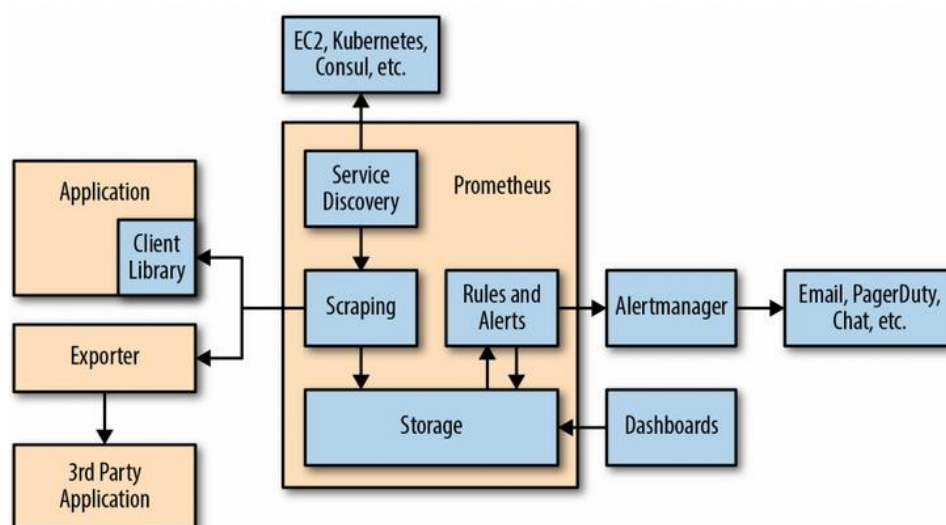 EC2, Kubernetes,
Consul, etc.
Service
Discovery
Prometheus
Application
Client
Library
Scraping
Rules and
Alerts
Alertmanager
Email, PagerDuty,
Chat, etc.
Exporter
Storage
Dashboards
3rd Party
Application